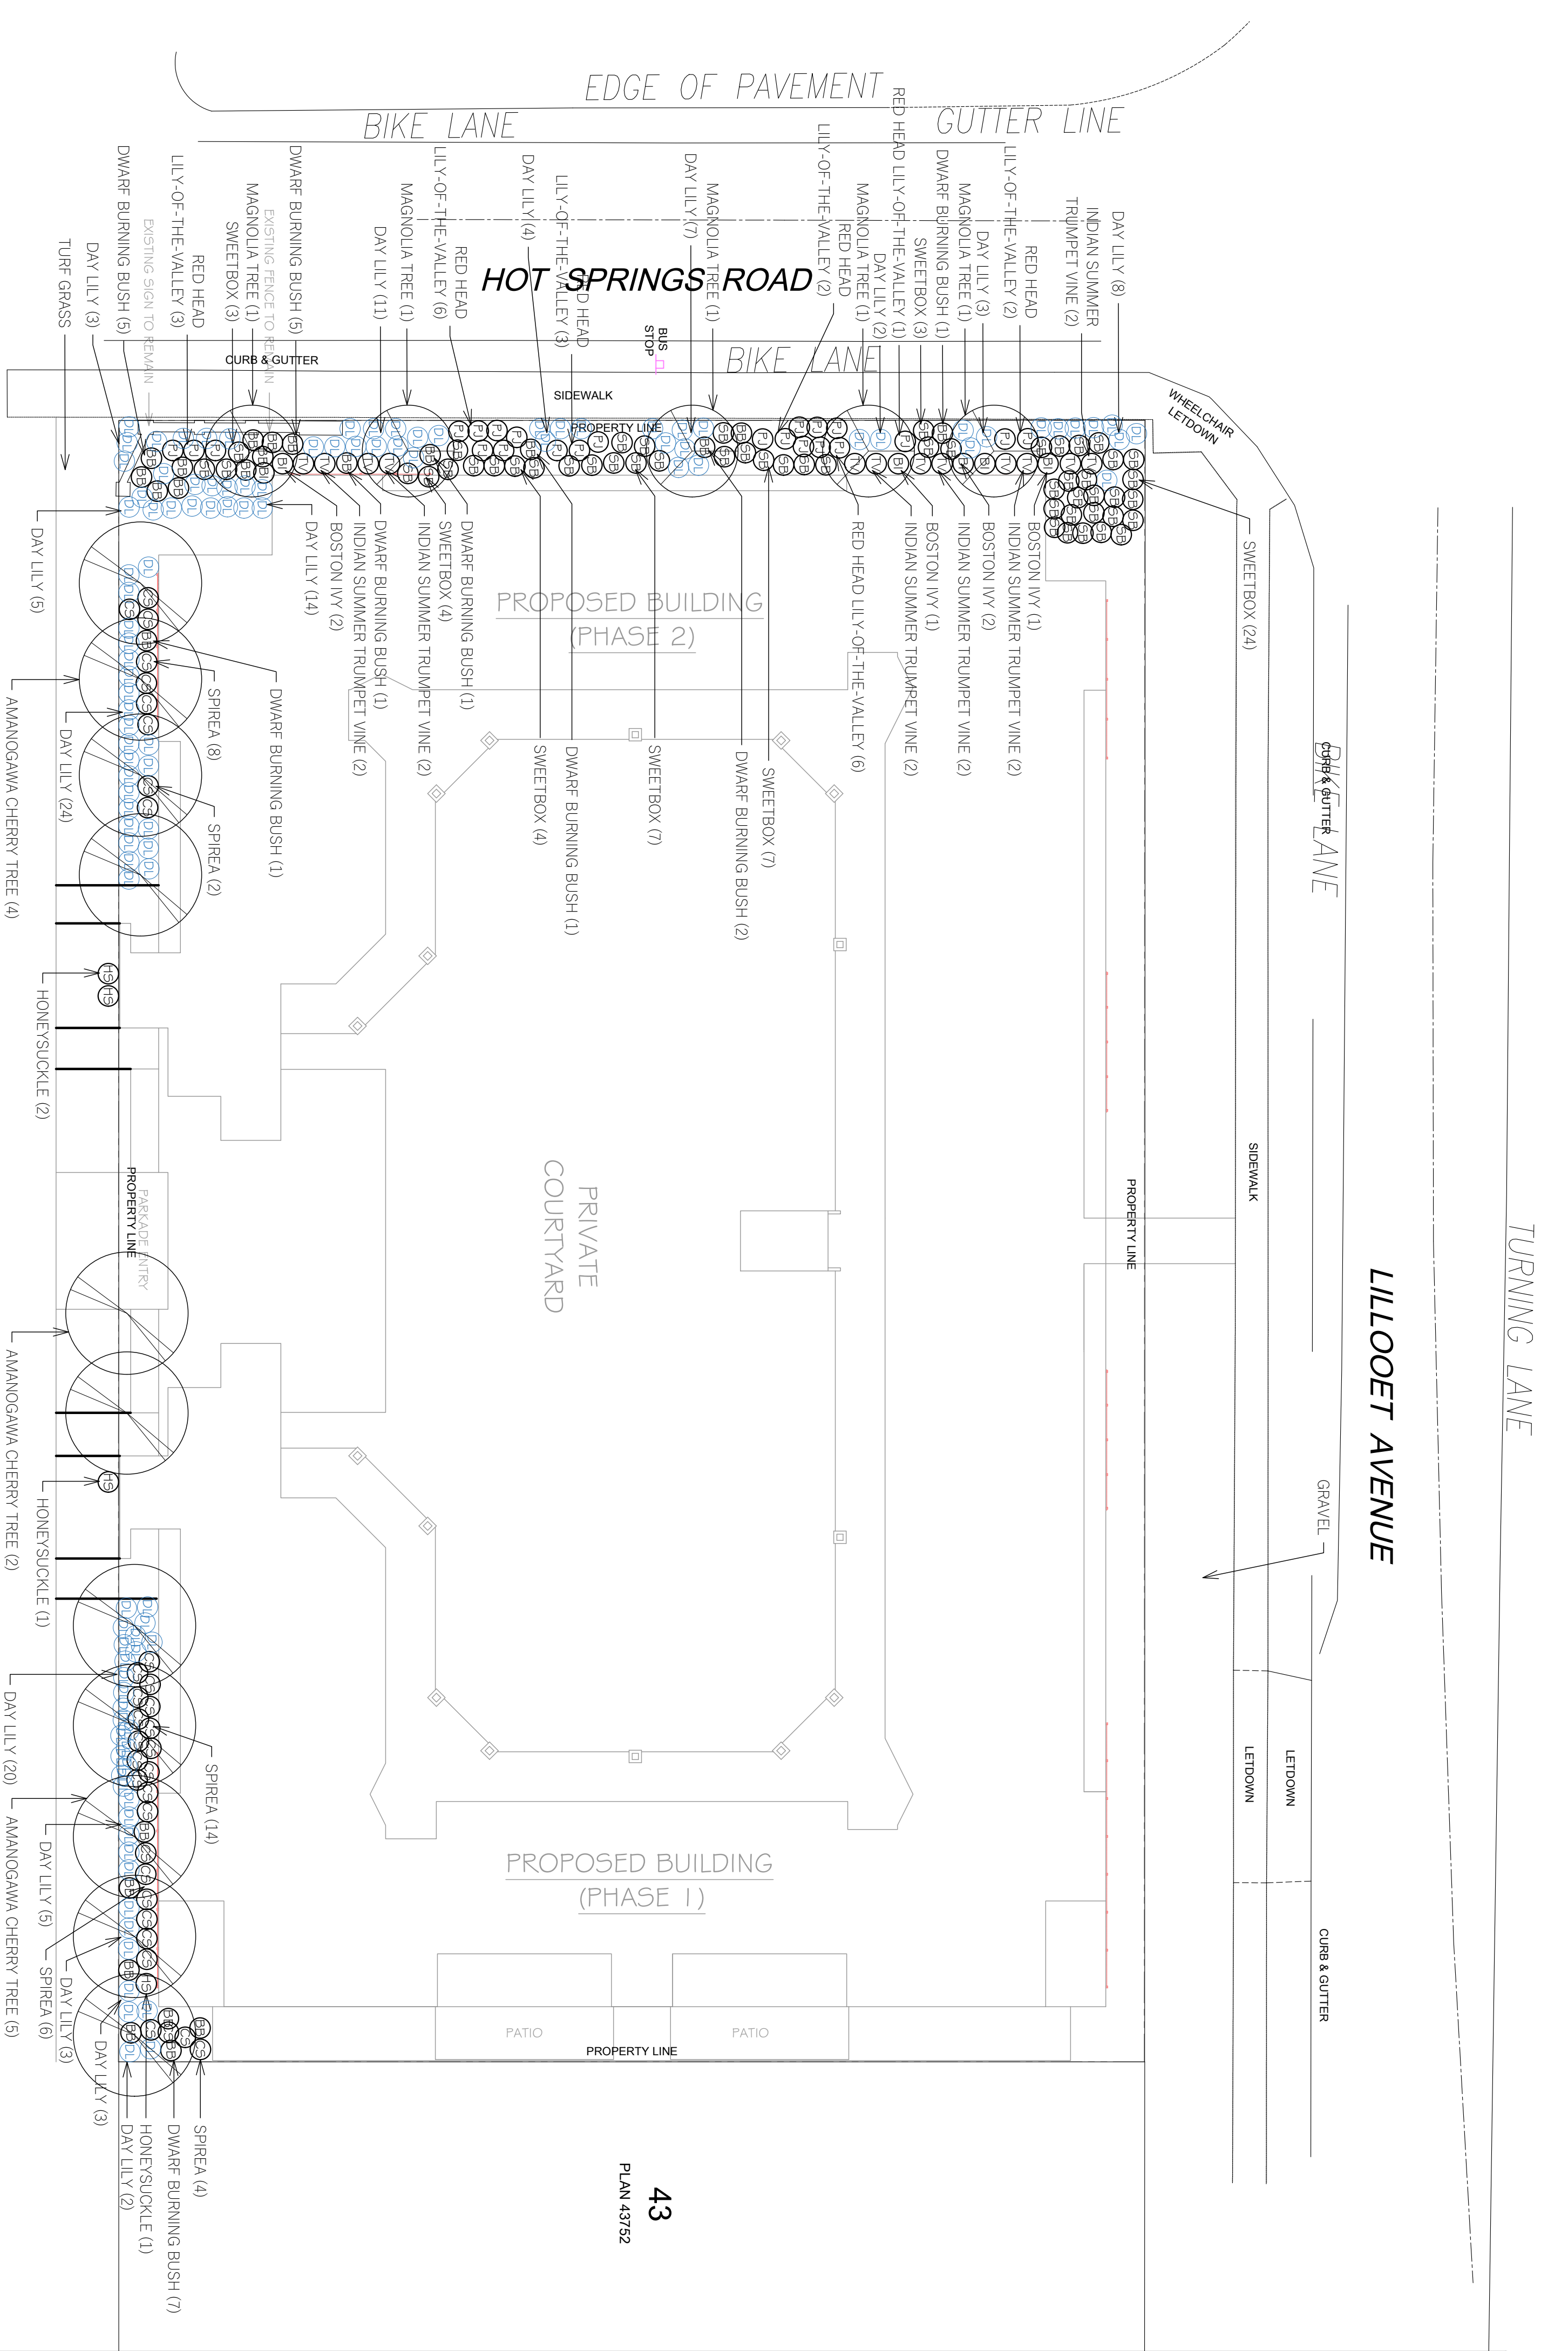 EDGE OF PAVEMENT
BIKE LANE
GUTTER LINE
HOT SPRINGS ROAD
BUS
STOP
BIKE LANE
CURB & GUTTER
SIDEWALK
WHEELCHAIR
LETDOWN
PROPERTY LINE
TURF GRASS
DAY LILY (3)
DWARF BURNING BUSH (5)
EXISTING SIGN TO REMAIN
LILY-OF-THE-VALLEY (3)
RED HEAD
SWEETBOX (3)
MAGNOLIA TREE (1)
EXISTING FENCE TO REMAIN
DWARF BURNING BUSH (5)
DAY LILY (11)
MAGNOLIA TREE (1)
LILY-OF-THE-VALLEY (6)
RED HEAD
DAY LILY (4)
LILY-OF-THE-VALLEY (3)
RED HEAD
DAY LILY (7)
MAGNOLIA TREE (1)
LILY-OF-THE-VALLEY (2)
RED HEAD
MAGNOLIA TREE (1)
DAY LILY (2)
RED HEAD LILY-OF-THE-VALLEY (1)
SWEETBOX (3)
DWARF BURNING BUSH (1)
MAGNOLIA TREE (1)
DAY LILY (3)
LILY-OF-THE-VALLEY (2)
RED HEAD
TRUMPET VINE (2)
INDIAN SUMMER
DAY LILY (8)
DAY LILY (5)
DAY LILY (14)
BOSTON IVY (2)
INDIAN SUMMER TRUMPET VINE (2)
DWARF BURNING BUSH (1)
INDIAN SUMMER TRUMPET VINE (2)
SWEETBOX (4)
DWARF BURNING BUSH (1)
SWEETBOX (4)
DWARF BURNING BUSH (1)
SWEETBOX (7)
DWARF BURNING BUSH (2)
SWEETBOX (7)
RED HEAD LILY-OF-THE-VALLEY (6)
INDIAN SUMMER TRUMPET VINE (2)
BOSTON IVY (1)
INDIAN SUMMER TRUMPET VINE (2)
BOSTON IVY (2)
INDIAN SUMMER TRUMPET VINE (2)
BOSTON IVY (1)
SWEETBOX (24)
PROPOSED BUILDING
(PHASE 2)
AMANOGAWA CHERRY TREE (4)
DAY LILY (24)
SPIREA (8)
SPIREA (2)
DWARF BURNING BUSH (1)
HONEYSUCKLE (2)
PRIVATE
COURTYARD
PROPERTY LINE
PARKADE ENTRY
PROPERTY LINE
SIDEWALK
BIKE LANE
CURB & GUTTER
LILLOOET AVENUE
TURNING LANE
GRAVEL
AMANOGAWA CHERRY TREE (2)
HONEYSUCKLE (1)
DAY LILY (20)
SPIREA (14)
AMANOGAWA CHERRY TREE (5)
DAY LILY (5)
SPIREA (6)
DAY LILY (3)
DAY LILY (3)
DAY LILY (2)
HONEYSUCKLE (1)
DWARF BURNING BUSH (7)
SPIREA (4)
PROPOSED BUILDING
(PHASE 1)
PATIO
PATIO
PROPERTY LINE
LETDOWN
LETDOWN
CURB & GUTTER
43
PLAN 43752